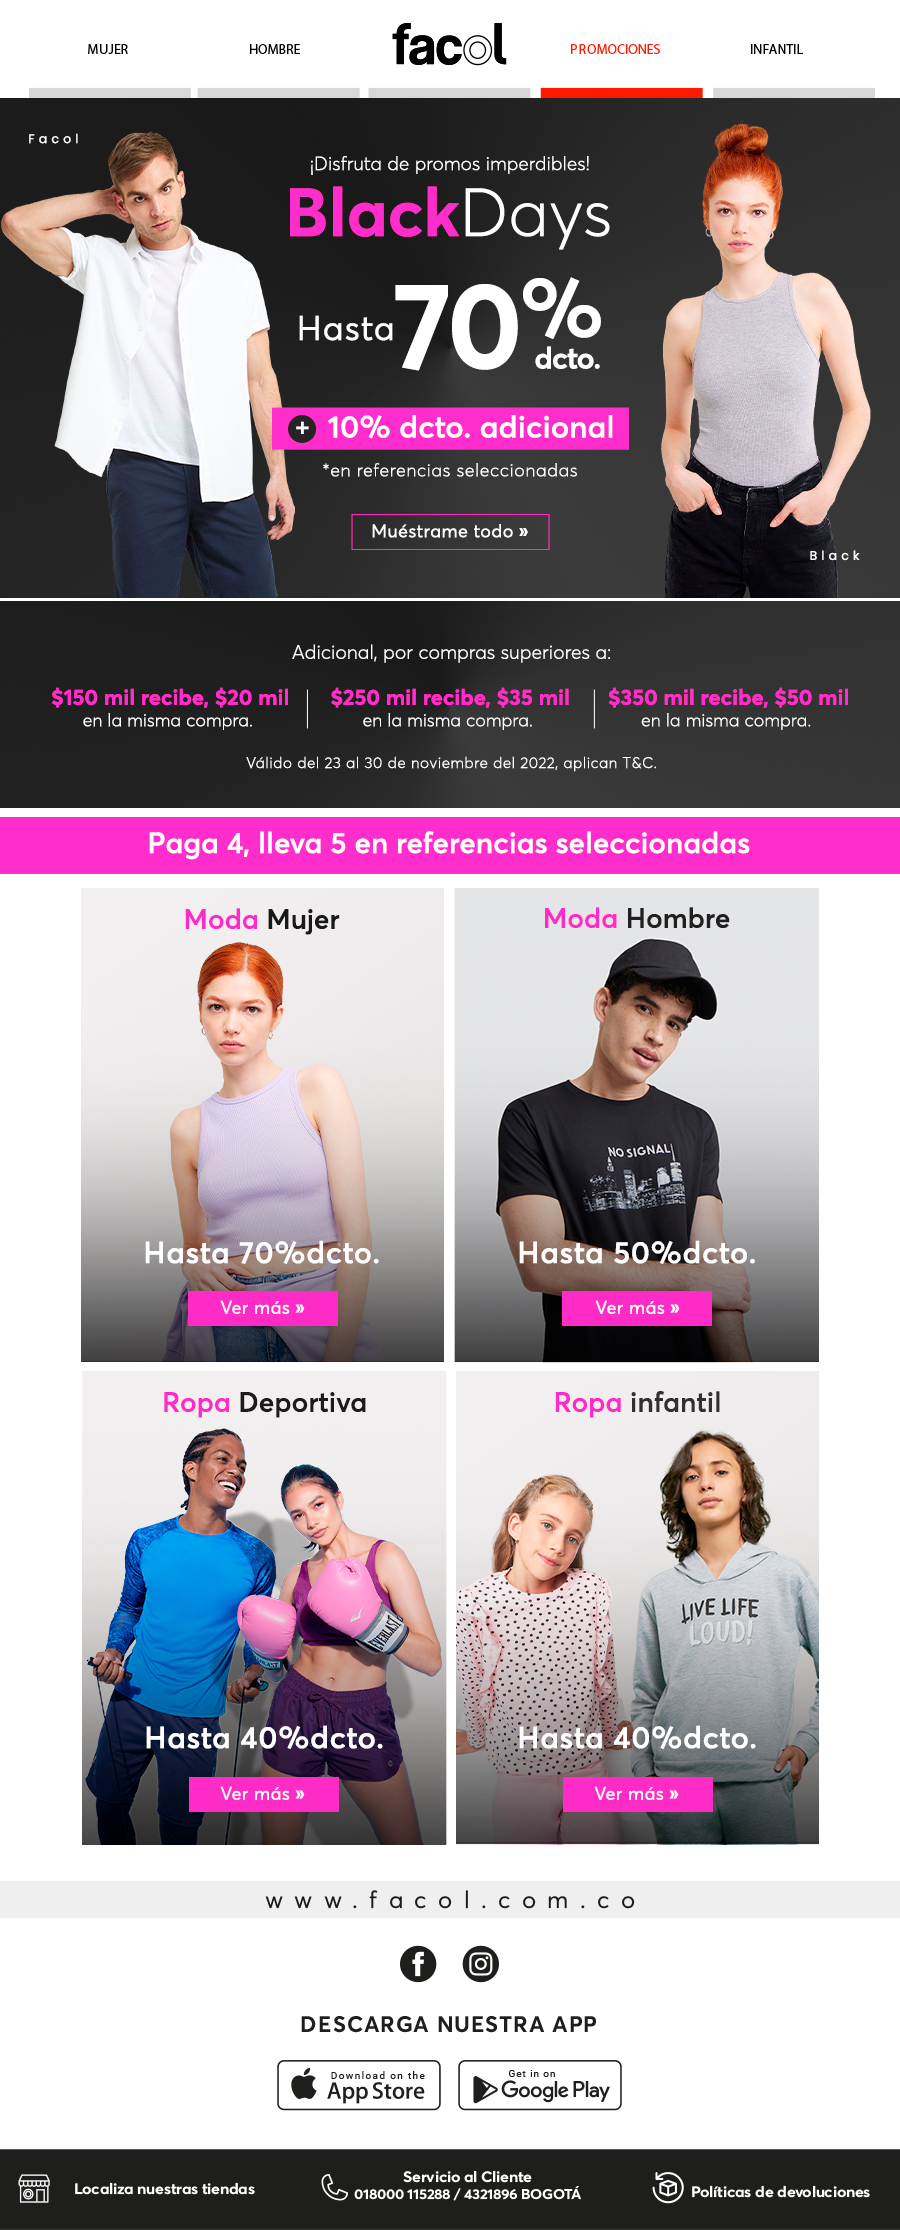 MUJER
HOMBRE
facol
PROMOCIONES
INFANTIL
Facol
¡Disfruta de promos imperdibles!
BlackDays
Hasta 70%
dcto.
+ 10% dcto. adicional
*en referencias seleccionadas
Muéstrame todo »
Black
Adicional, por compras superiores a:
$150 mil recibe, $20 mil
en la misma compra.
$250 mil recibe, $35 mil
en la misma compra.
$350 mil recibe, $50 mil
en la misma compra.
Válido del 23 al 30 de noviembre del 2022, aplican T&C.
Paga 4, lleva 5 en referencias seleccionadas
Moda Mujer
Hasta 70%dcto.
Ver más »
Moda Hombre
NO SIGNAL
Hasta 50%dcto.
Ver más »
Ropa Deportiva
EVERLAST
EVERLAST
Hasta 40%dcto.
Ver más »
Ropa infantil
LIVE LIFE
LOUD!
Hasta 40%dcto.
Ver más »
www.facol.com.co
DESCARGA NUESTRA APP
Download on the
App Store
Get in on
Google Play
Localiza nuestras tiendas
Servicio al Cliente
018000 115288 / 4321896 BOGOTÁ
Políticas de devoluciones